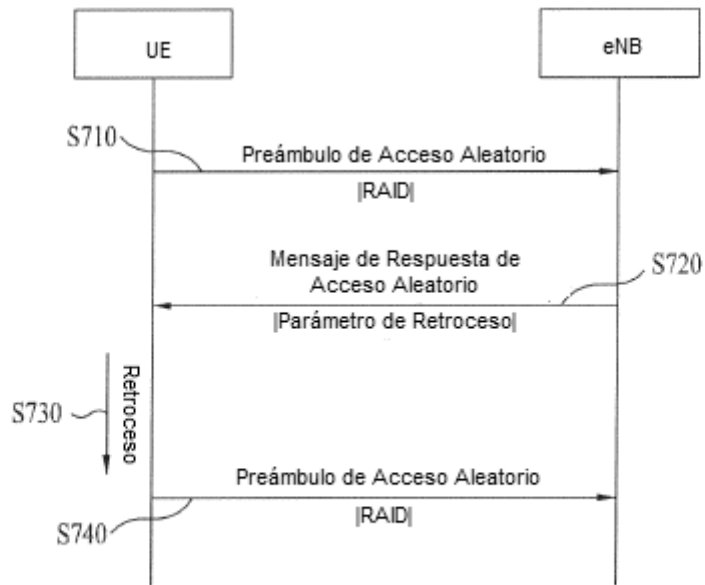 UE
eNB
S710
Preámbulo de Acceso Aleatorio
|RAID|
Mensaje de Respuesta de
Acceso Aleatorio
S720
|Parámetro de Retroceso|
Retroceso
S730
Preámbulo de Acceso Aleatorio
|RAID|
S740